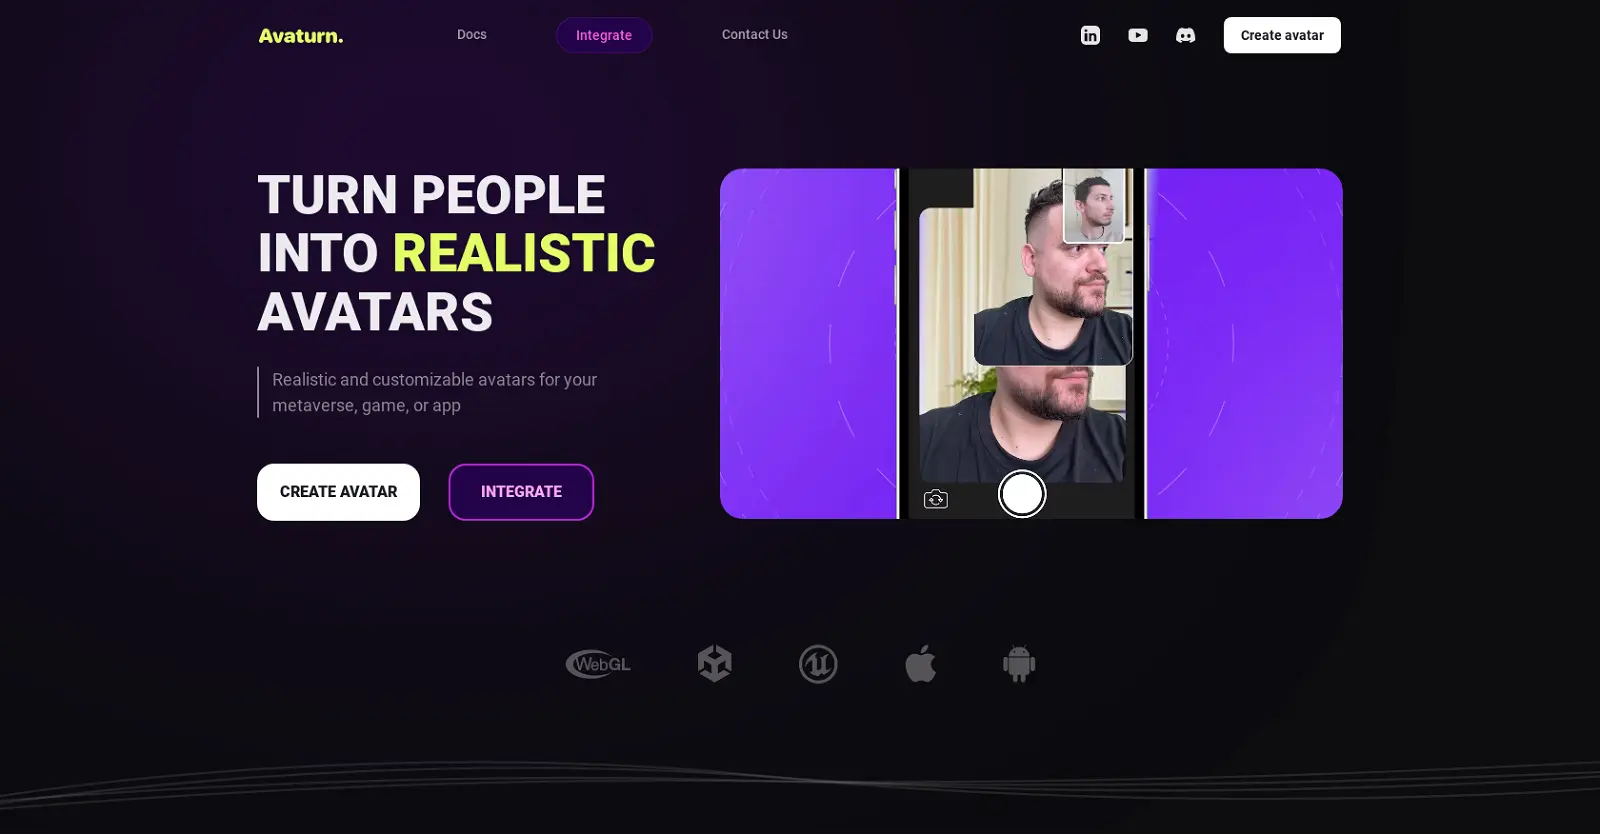 Avaturn.
Docs
Integrate
Contact Us
Create avatar
TURN PEOPLE
INTO REALISTIC
AVATARS
Realistic and customizable avatars for your
metaverse, game, or app
CREATE AVATAR
INTEGRATE
WebGL